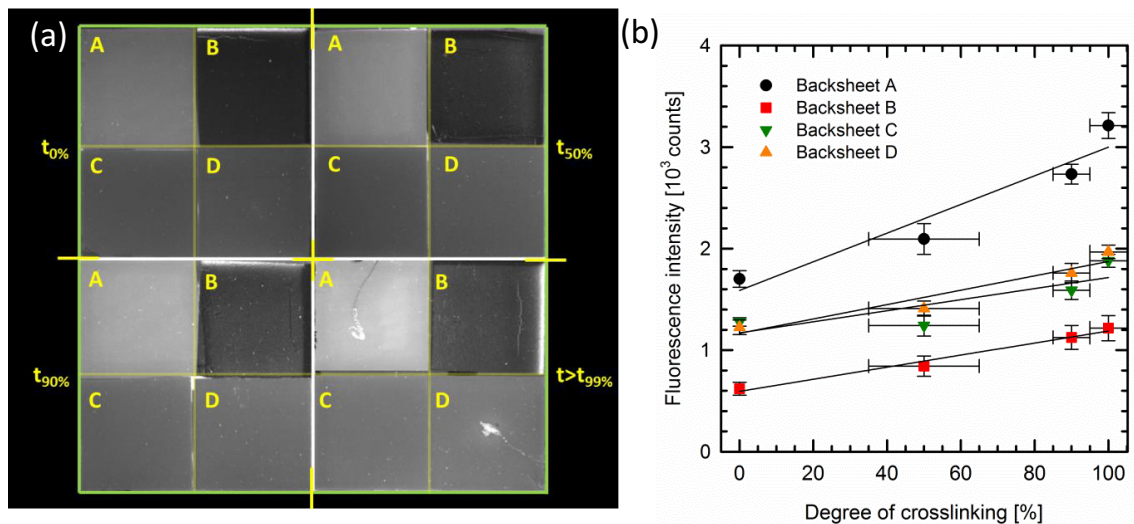 (a)
A B A B
t0% t50%
C D C D
A B A B
t90% t>t99%
C D C D
(b)
4
3
2
1
0
Fluorescence intensity [10³ counts]
Backsheet A
Backsheet B
Backsheet C
Backsheet D
0 20 40 60 80 100
Degree of crosslinking [%]